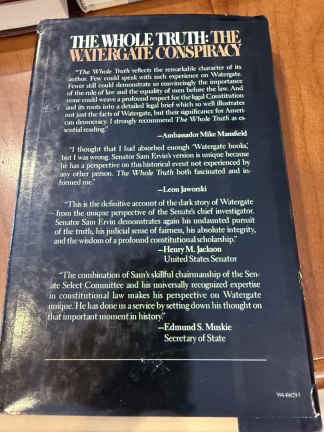 THE WHOLE TRUTH: THE
WATERGATE CONSPIRACY
"The Whole Truth reflects the remarkable character of its
author. Few could speak with such experience on Watergate.
Fewer still could demonstrate so convincingly the importance
of the rule of law and the equality of men before the law. And
none could weave a profound respect for the legal Constitution
and its roots into a detailed legal brief which so well illustrates
not just the facts of Watergate, but their significance for Ameri-
can democracy. I strongly recommend The Whole Truth as es-
sential reading."
—Ambassador Mike Mansfield
"I thought that I had absorbed enough 'Watergate books,'
but I was wrong. Senator Sam Ervin's version is unique because
he has a perspective on this historical event not experienced by
any other person. The Whole Truth both fascinated and in-
formed me."
—Leon Jaworski
"This is the definitive account of the dark story of Watergate
from the unique perspective of the Senate's chief investigator.
Senator Sam Ervin demonstrates again his undaunted pursuit
of the truth, his judicial sense of fairness, his absolute integrity,
and the wisdom of a profound constitutional scholarship."
—Henry M. Jackson
United States Senator
"The combination of Sam's skillful chairmanship of the Sen-
ate Select Committee and his universally recognized expertise
in constitutional law makes his perspective on Watergate
unique. He has done us a service by setting down his thought on
that important moment in history."
—Edmund S. Muskie
Secretary of State